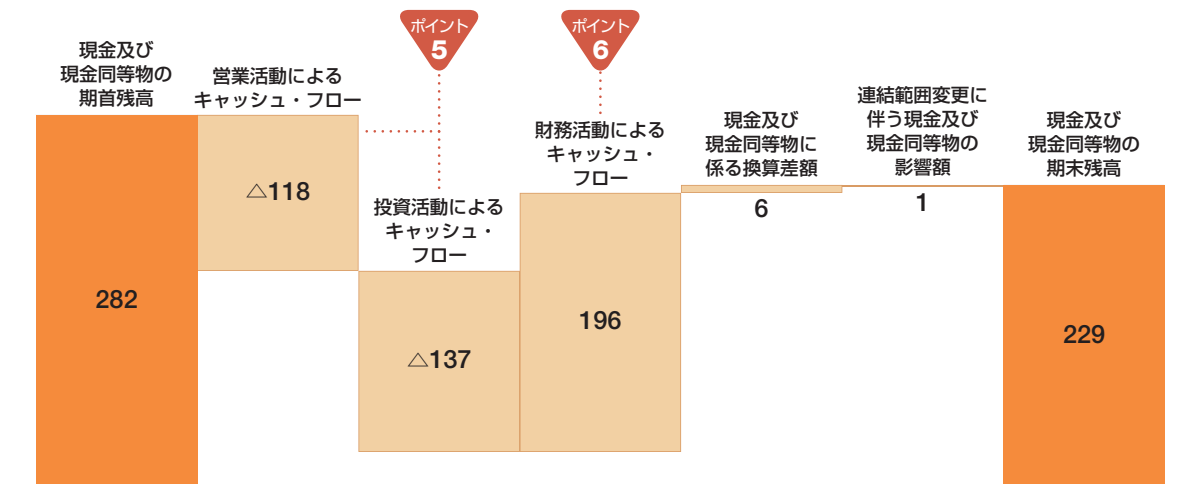 ポイント
5
ポイント
6
現金及び
現金同等物の
期首残高
282
営業活動による
キャッシュ・フロー
△118
投資活動による
キャッシュ・
フロー
△137
財務活動による
キャッシュ・
フロー
196
現金及び
現金同等物に
係る換算差額
6
連結範囲変更に
伴う現金及び
現金同等物の
影響額
1
現金及び
現金同等物の
期末残高
229